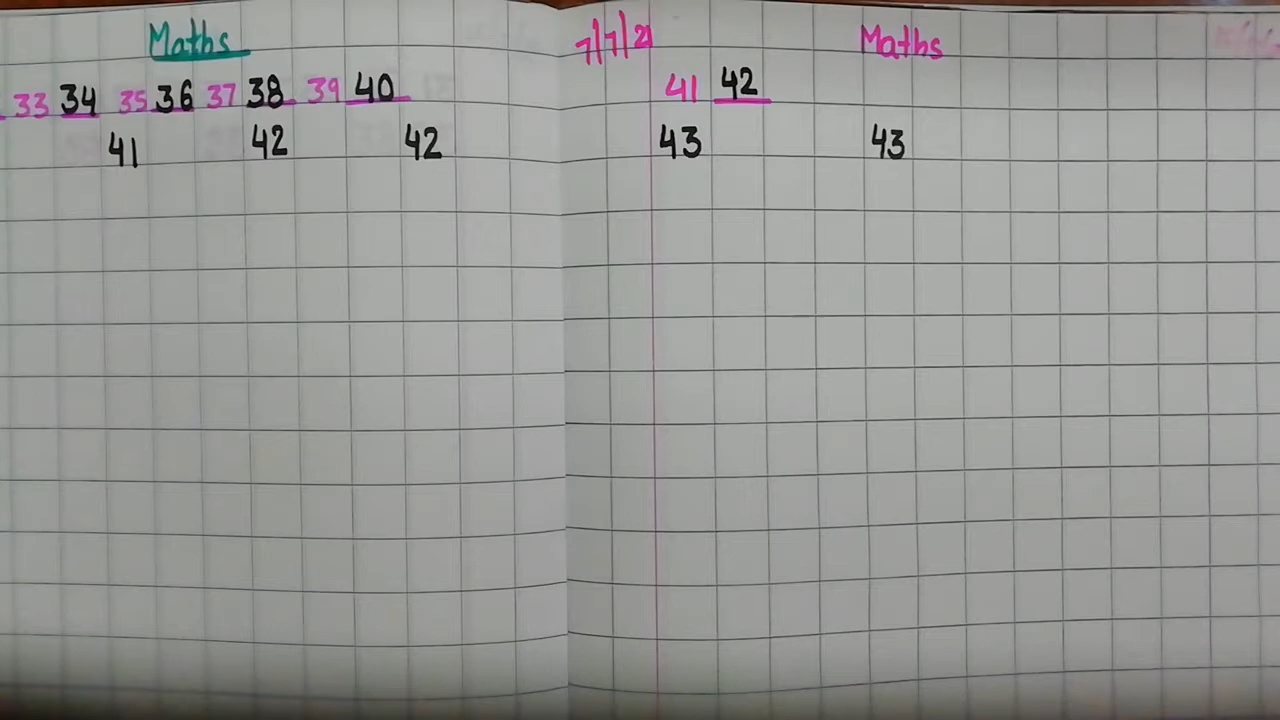 Maths
33 34 35 36 37 38 39 40
41 42 42
7/7/21 Maths
41 42
43 43